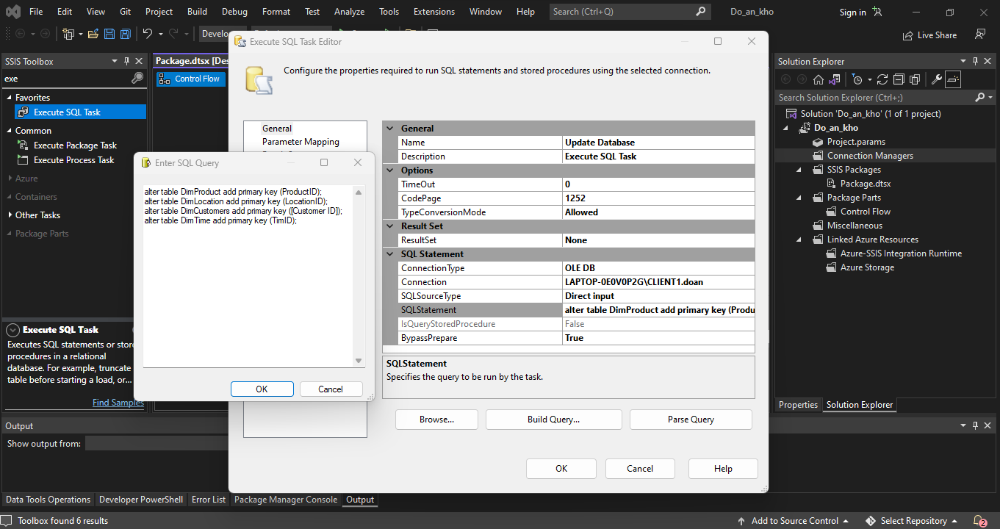 File Edit View Git Project Build Debug Format Test Analyze Tools Extensions Window Help Search (Ctrl+Q) Do_an_kho Sign in
Live Share
SSIS Toolbox
exe
Favorites
Execute SQL Task
Common
Execute Package Task
Execute Process Task
Azure
Containers
Other Tasks
Package Parts
Execute SQL Task
Executes SQL statements or
procedures in a relational
database. For example, truncate
table before starting a load, or...
Find Samples
Package.dtsx
Control Flow
Execute SQL Task Editor
Configure the properties required to run SQL statements and stored procedures using the selected connection.
General
Parameter Mapping
General
Name Update Database
Description Execute SQL Task
Options
TimeOut 0
CodePage 1252
TypeConversionMode Allowed
Result Set
ResultSet None
SQL Statement
ConnectionType OLE DB
Connection LAPTOP-0E0V0P2G\CLIENT1.doan
SQLSourceType Direct input
SQLStatement alter table DimProduct add primary key (Produ
IsQueryStoredProcedure False
BypassPrepare True
SQLStatement
Specifies the query to be run by the task.
Browse... Build Query... Parse Query
OK Cancel Help
Enter SQL Query
alter table DimProduct add primary key (ProductID);
alter table DimLocation add primary key (LocationID);
alter table DimCustomers add primary key ([Customer ID]);
alter table DimTime add primary key (TimID);
OK Cancel
Solution Explorer
Search Solution Explorer (Ctrl+;)
Solution 'Do_an_kho' (1 of 1 project)
Do_an_kho
Project.params
Connection Managers
SSIS Packages
Package.dtsx
Package Parts
Control Flow
Miscellaneous
Linked Azure Resources
Azure-SSIS Integration Runtime
Azure Storage
Properties Solution Explorer
Output
Show output from:
Data Tools Operations Developer PowerShell Error List Package Manager Console Output
Toolbox found 6 results
Add to Source Control Select Repository 2